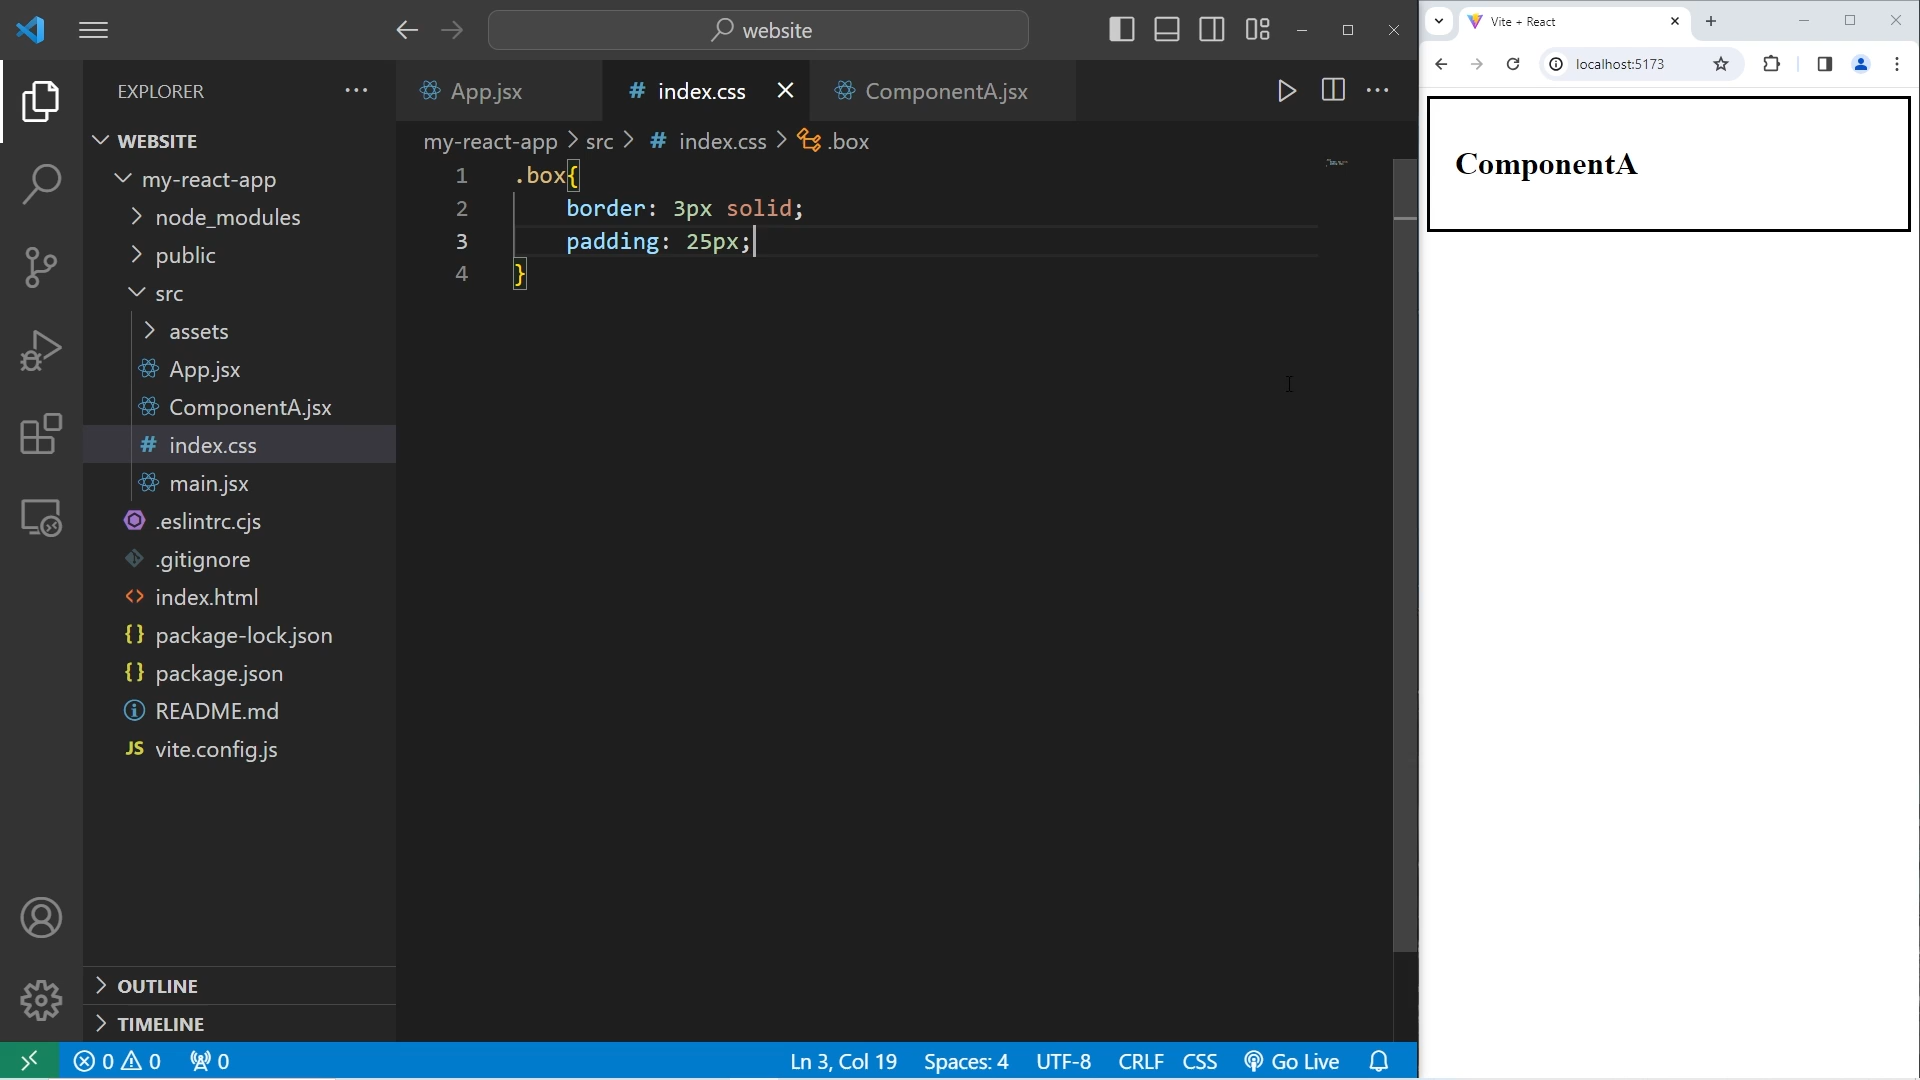 website
EXPLORER
WEBSITE
my-react-app
node_modules
public
src
assets
App.jsx
ComponentA.jsx
index.css
main.jsx
.eslintrc.cjs
.gitignore
index.html
package-lock.json
package.json
README.md
JS vite.config.js
OUTLINE
TIMELINE
App.jsx
# index.css
ComponentA.jsx
my-react-app > src > # index.css > .box
1 .box{
2 border: 3px solid;
3 padding: 25px;
4 }
0 0 0
Ln 3, Col 19 Spaces: 4 UTF-8 CRLF CSS Go Live
Vite + React
localhost:5173
ComponentA